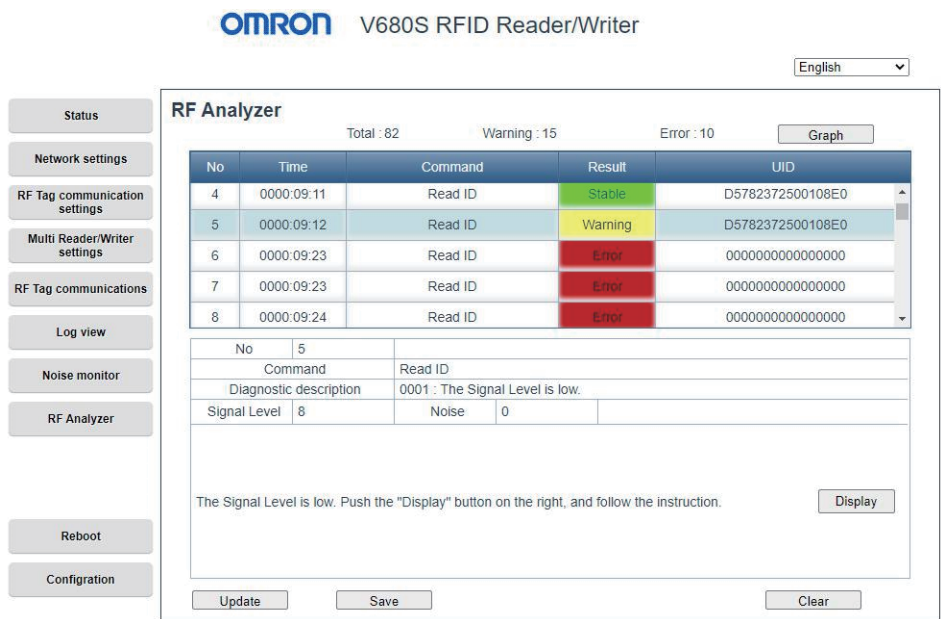 OMRON V680S RFID Reader/Writer
English
Status
Network settings
RF Tag communication
settings
Multi Reader/Writer
settings
RF Tag communications
Log view
Noise monitor
RF Analyzer
Reboot
Configration
RF Analyzer
Total : 82 Warning : 15 Error : 10 Graph
No Time Command Result UID
4 0000:09:11 Read ID Stable D5782372500108E0
5 0000:09:12 Read ID Warning D5782372500108E0
6 0000:09:23 Read ID Error 0000000000000000
7 0000:09:23 Read ID Error 0000000000000000
8 0000:09:24 Read ID Error 0000000000000000
No 5
Command Read ID
Diagnostic description 0001 : The Signal Level is low.
Signal Level 8 Noise 0
The Signal Level is low. Push the "Display" button on the right, and follow the instruction. Display
Update Save Clear